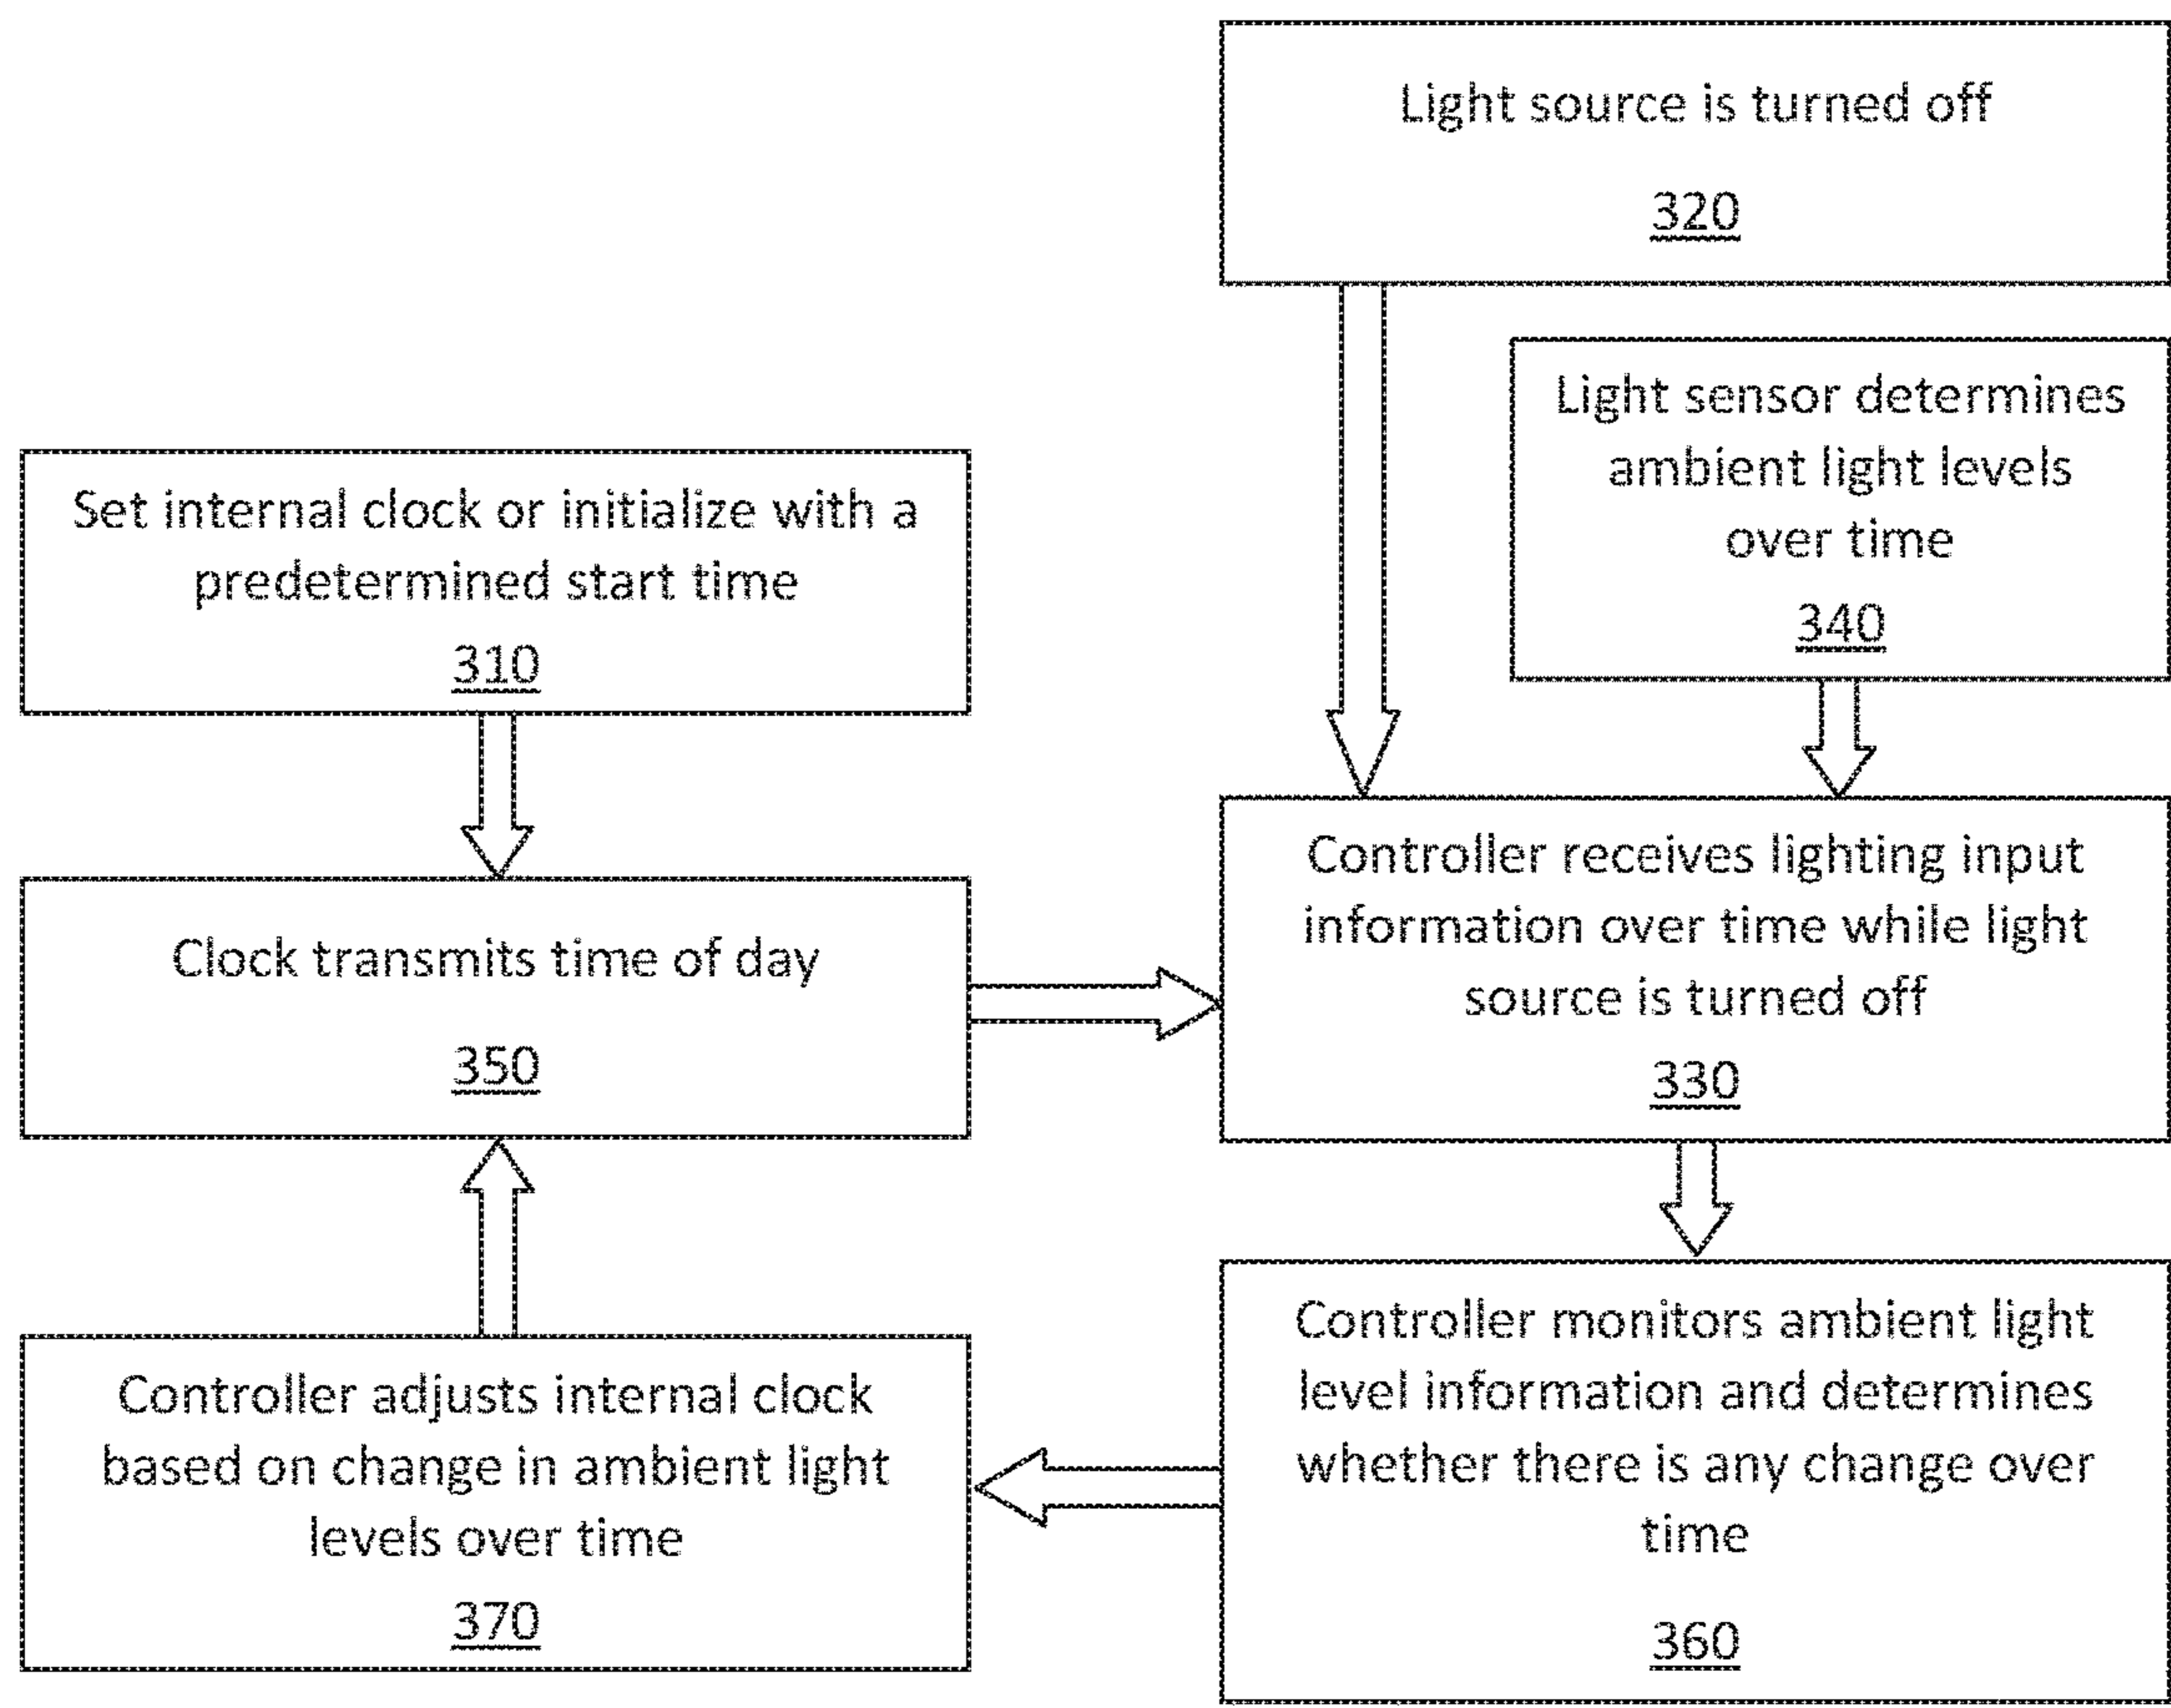 Light source is turned off
320
Light sensor determines
ambient light levels
over time
340
Set internal clock or initialize with a
predetermined start time
310
Clock transmits time of day
350
Controller receives lighting input
information over time while light
source is turned off
330
Controller adjusts internal clock
based on change in ambient light
levels over time
370
Controller monitors ambient light
level information and determines
whether there is any change over
time
360